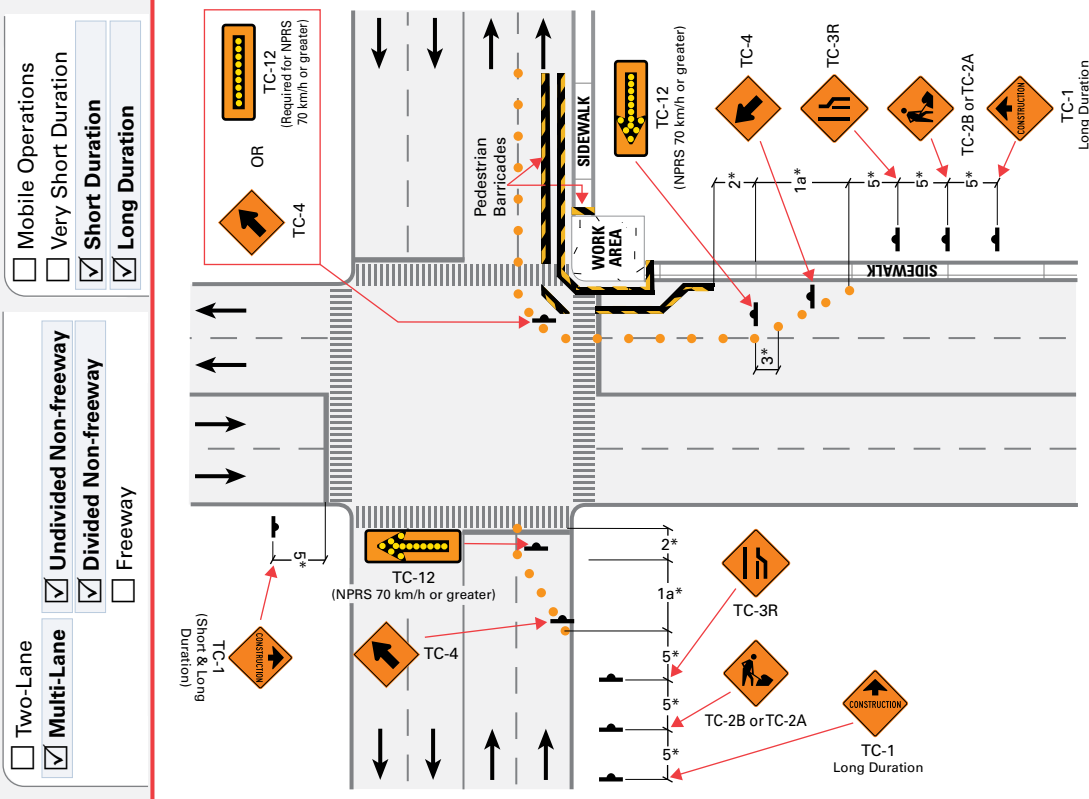 Two-Lane
Multi-Lane
Undivided Non-freeway
Divided Non-freeway
Freeway
Mobile Operations
Very Short Duration
Short Duration
Long Duration
TC-4
OR
TC-12
(Required for NPRS
70 km/h or greater)
Pedestrian
Barricades
SIDEWALK
WORK
AREA
SIDEWALK
TC-12
(NPRS 70 km/h or greater)
TC-4
TC-3R
TC-2B or TC-2A
CONSTRUCTION
TC-1
Long Duration
2*
1a*
5*
5*
5*
3*
5*
CONSTRUCTION
TC-1
(Short & Long
Duration)
TC-12
(NPRS 70 km/h or greater)
TC-4
2*
1a*
5*
5*
5*
TC-3R
TC-2B or TC-2A
CONSTRUCTION
TC-1
Long Duration